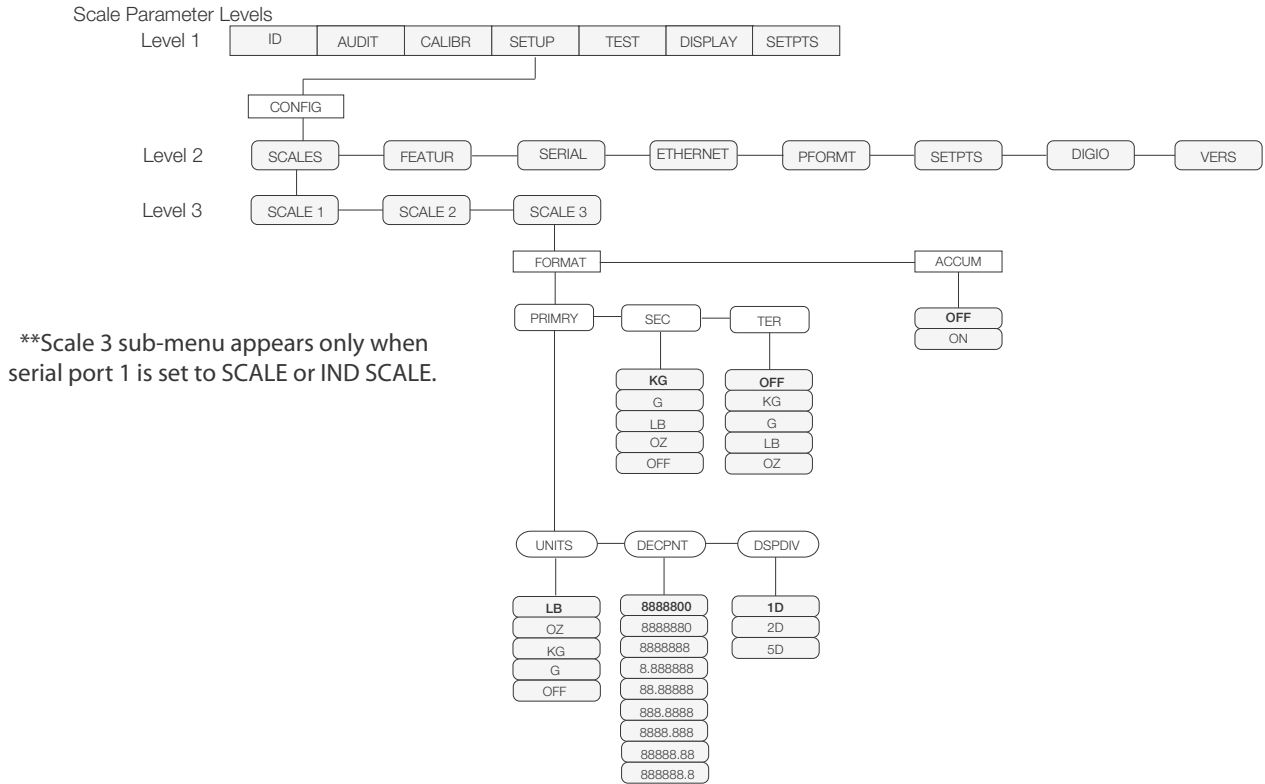 Scale Parameter Levels
Level 1
ID AUDIT CALIBR SETUP TEST DISPLAY SETPTS
CONFIG
Level 2
SCALES FEATUR SERIAL ETHERNET PFORMT SETPTS DIGIO VERS
Level 3
SCALE 1 SCALE 2 SCALE 3
FORMAT ACCUM
OFF
ON
PRIMRY SEC TER
**Scale 3 sub-menu appears only when
serial port 1 is set to SCALE or IND SCALE.
KG
G
LB
OZ
OFF
OFF
KG
G
LB
OZ
UNITS DECPNT DSPDIV
LB
OZ
KG
G
OFF
8888800
8888880
8888888
8.888888
88.88888
888.8888
8888.888
88888.88
888888.8
1D
2D
5D